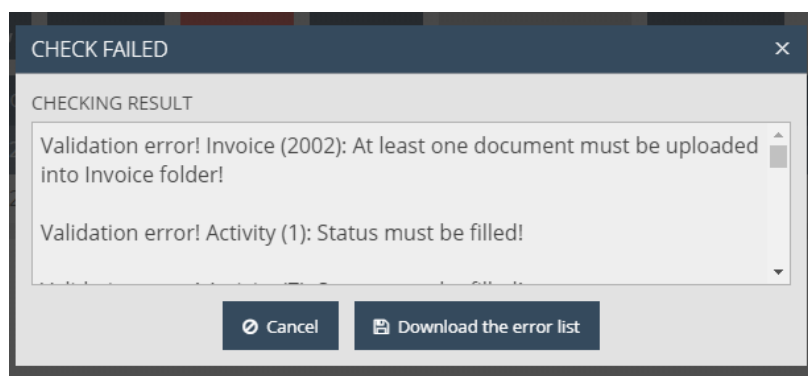 CHECK FAILED
CHECKING RESULT
Validation error! Invoice (2002): At least one document must be uploaded
into Invoice folder!
Validation error! Activity (1): Status must be filled!
Cancel
Download the error list